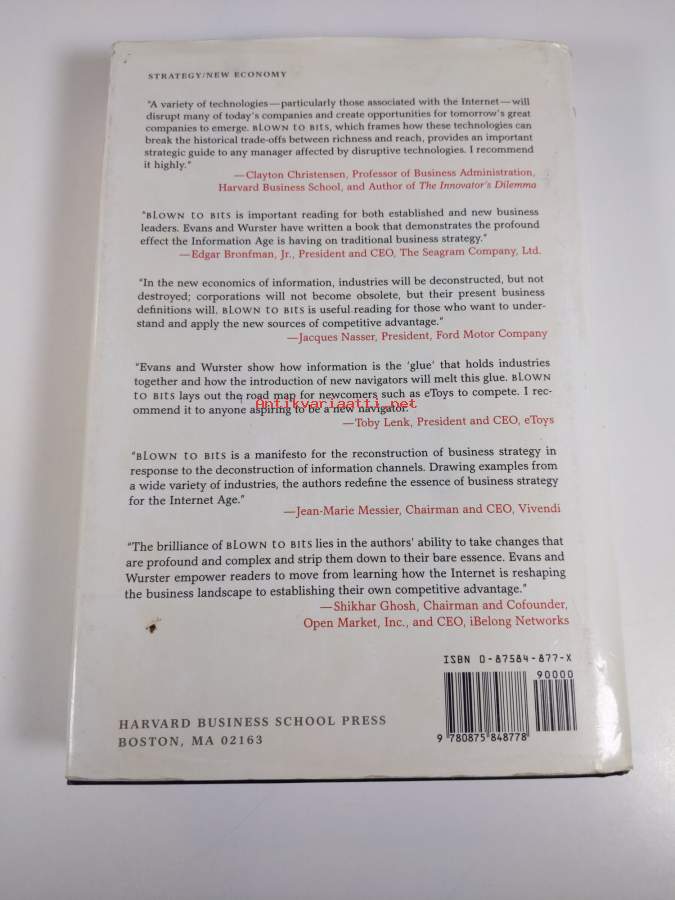 STRATEGY/NEW ECONOMY
"A variety of technologies—particularly those associated with the Internet—will
disrupt many of today's companies and create opportunities for tomorrow's great
companies to emerge. BLOWN TO BITS, which frames how these technologies can
break the historical trade-offs between richness and reach, provides an important
strategic guide to any manager affected by disruptive technologies. I recommend
it highly."
—Clayton Christensen, Professor of Business Administration,
Harvard Business School, and Author of The Innovator's Dilemma
"BLOWN TO BITS is important reading for both established and new business
leaders. Evans and Wurster have written a book that demonstrates the profound
effect the Information Age is having on traditional business strategy."
—Edgar Bronfman, Jr., President and CEO, The Seagram Company, Ltd.
"In the new economics of information, industries will be deconstructed, but not
destroyed; corporations will not become obsolete, but their present business
definitions will. BLOWN TO BITS is useful reading for those who want to under-
stand and apply the new sources of competitive advantage."
—Jacques Nasser, President, Ford Motor Company
"Evans and Wurster show how information is the 'glue' that holds industries
together and how the introduction of new navigators will melt this glue. BLOWN
TO BITS lays out the road map for newcomers such as eToys to compete. I rec-
Antikvariaatti.net
ommend it to anyone aspiring to be a new navigator."
—Toby Lenk, President and CEO, eToys
"BLOWN TO BITS is a manifesto for the reconstruction of business strategy in
response to the deconstruction of information channels. Drawing examples from
a wide variety of industries, the authors redefine the essence of business strategy
for the Internet Age."
—Jean-Marie Messier, Chairman and CEO, Vivendi
"The brilliance of BLOWN TO BITS lies in the authors' ability to take changes that
are profound and complex and strip them down to their bare essence. Evans and
Wurster empower readers to move from learning how the Internet is reshaping
the business landscape to establishing their own competitive advantage."
—Shikhar Ghosh, Chairman and Cofounder,
Open Market, Inc., and CEO, iBelong Networks
ISBN 0-87584-877-X
90000
9 780875 848778
HARVARD BUSINESS SCHOOL PRESS
BOSTON, MA 02163